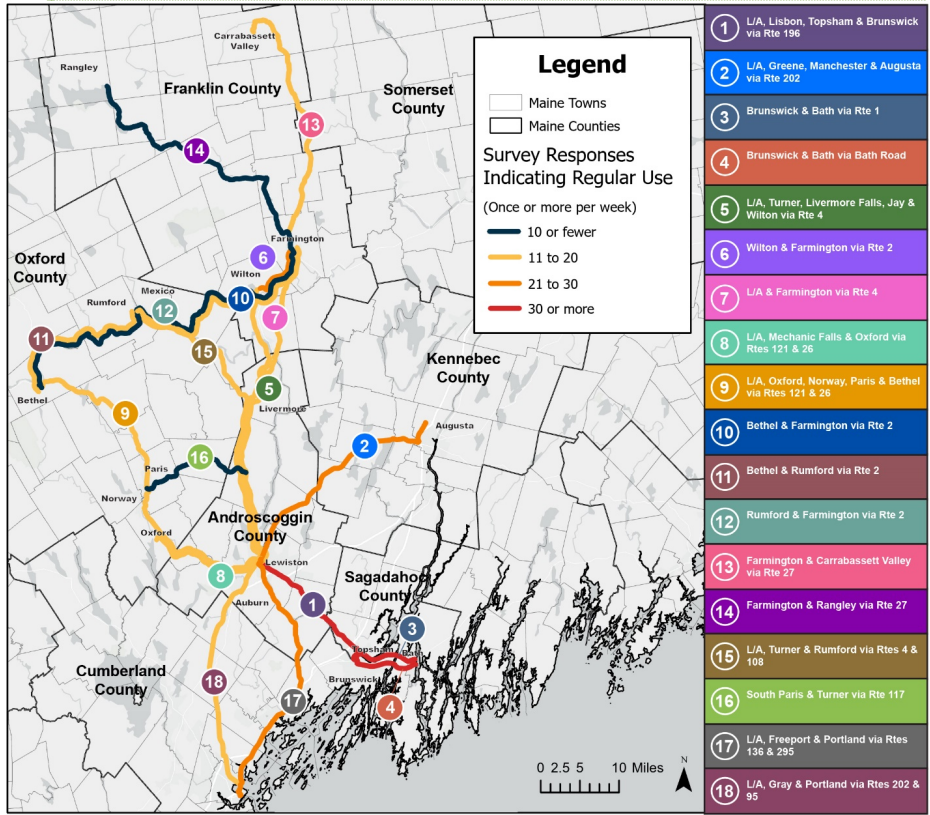 Carrabassett
Valley
Rangley
Franklin County
Somerset
County
13
14
Farmington
6
Oxford
County
Wilton
Mexico
Rumford
10
12
7
11
15
Kennebec
County
5
Bethel
Livermore
9
Augusta
2
16
Paris
Norway
Androscoggin
County
Oxford
Lewiston
8
Sagadahoc
County
Auburn
1
3
Topsham
Bath
Cumberland
County
Brunswick
18
17
4
0 2.5 5 10 Miles
N
Legend
Maine Towns
Maine Counties
Survey Responses
Indicating Regular Use
(Once or more per week)
10 or fewer
11 to 20
21 to 30
30 or more
1 L/A, Lisbon, Topsham & Brunswick
via Rte 196
2 L/A, Greene, Manchester & Augusta
via Rte 202
3 Brunswick & Bath via Rte 1
4 Brunswick & Bath via Bath Road
5 L/A, Turner, Livermore Falls, Jay &
Wilton via Rte 4
6 Wilton & Farmington via Rte 2
7 L/A & Farmington via Rte 4
8 L/A, Mechanic Falls & Oxford via
Rtes 121 & 26
9 L/A, Oxford, Norway, Paris & Bethel
via Rtes 121 & 26
10 Bethel & Farmington via Rte 2
11 Bethel & Rumford via Rte 2
12 Rumford & Farmington via Rte 2
13 Farmington & Carrabassett Valley
via Rte 27
14 Farmington & Rangley via Rte 27
15 L/A, Turner & Rumford via Rtes 4 &
108
16 South Paris & Turner via Rte 117
17 L/A, Freeport & Portland via Rtes
136 & 295
18 L/A, Gray & Portland via Rtes 202 &
95